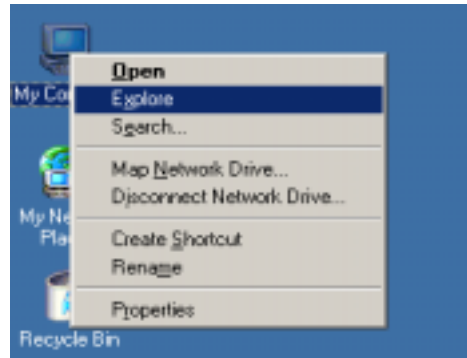 My Co
Open
Explore
Search...
Map Network Drive...
Disconnect Network Drive...
My Ne
Pla
Create Shortcut
Rename
Properties
Recycle Bin